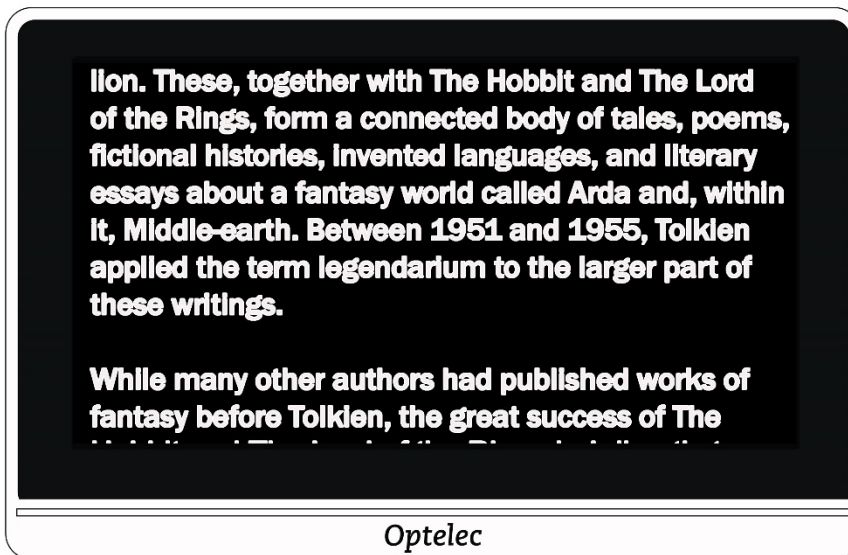 lion. These, together with The Hobbit and The Lord
of the Rings, form a connected body of tales, poems,
fictional histories, invented languages, and literary
essays about a fantasy world called Arda and, within
it, Middle-earth. Between 1951 and 1955, Tolkien
applied the term legendarium to the larger part of
these writings.
While many other authors had published works of
fantasy before Tolkien, the great success of The
Optelec